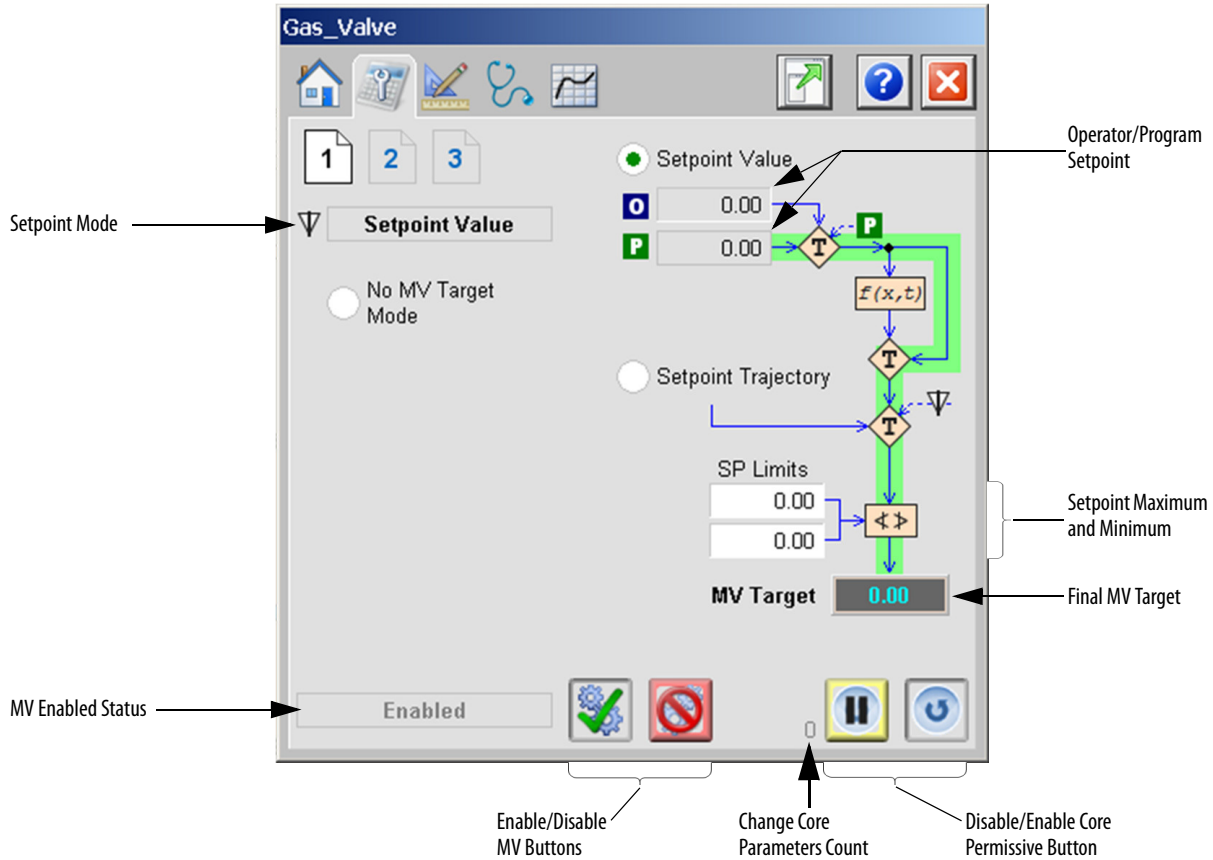 Gas_Valve
1 2 3
Setpoint Value
Operator/Program
Setpoint
O 0.00
P 0.00
T
P
Setpoint Mode
Setpoint Value
No MV Target
Mode
f(x,t)
T
Setpoint Trajectory
T
SP Limits
0.00
0.00
Setpoint Maximum
and Minimum
MV Target 0.00
Final MV Target
MV Enabled Status
Enabled
0
Enable/Disable
MV Buttons
Change Core
Parameters Count
Disable/Enable Core
Permissive Button